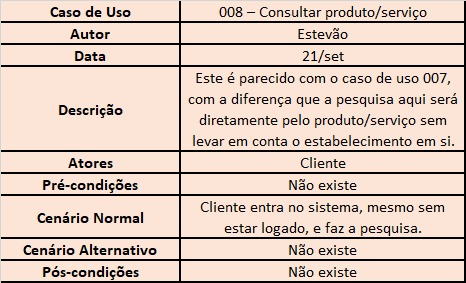 Caso de Uso 008 – Consultar produto/serviço
Autor Estevão
Data 21/set
Descrição Este é parecido com o caso de uso 007,
com a diferença que a pesquisa aqui será
diretamente pelo produto/serviço sem
levar em conta o estabelecimento em si.
Atores Cliente
Pré-condições Não existe
Cenário Normal Cliente entra no sistema, mesmo sem
estar logado, e faz a pesquisa.
Cenário Alternativo Não existe
Pós-condições Não existe